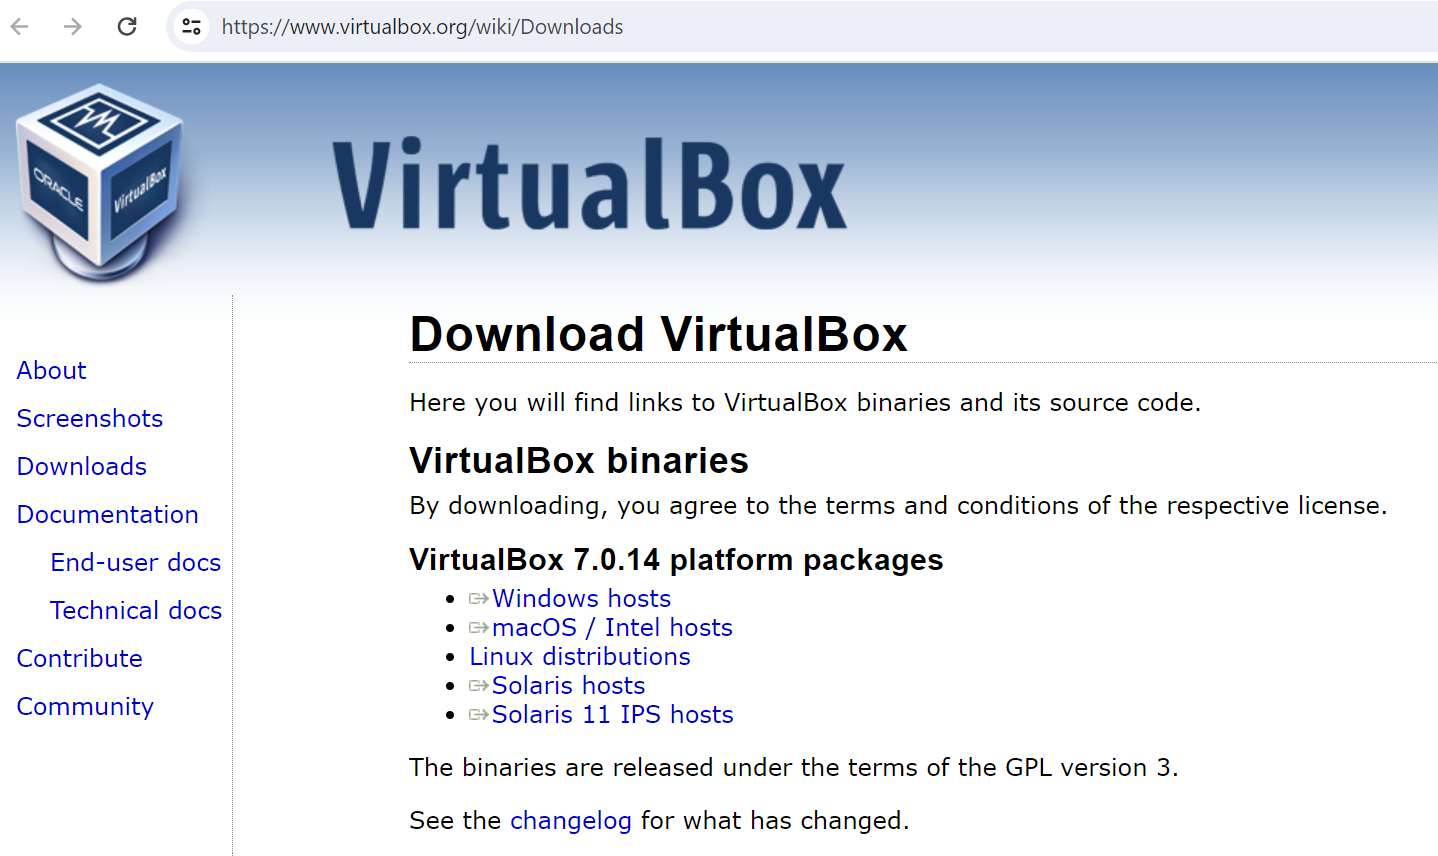 https://www.virtualbox.org/wiki/Downloads
ORACLE
VirtualBox
VirtualBox
About
Screenshots
Downloads
Documentation
End-user docs
Technical docs
Contribute
Community
Download VirtualBox
Here you will find links to VirtualBox binaries and its source code.
VirtualBox binaries
By downloading, you agree to the terms and conditions of the respective license.
VirtualBox 7.0.14 platform packages
Windows hosts
macOS / Intel hosts
Linux distributions
Solaris hosts
Solaris 11 IPS hosts
The binaries are released under the terms of the GPL version 3.
See the changelog for what has changed.